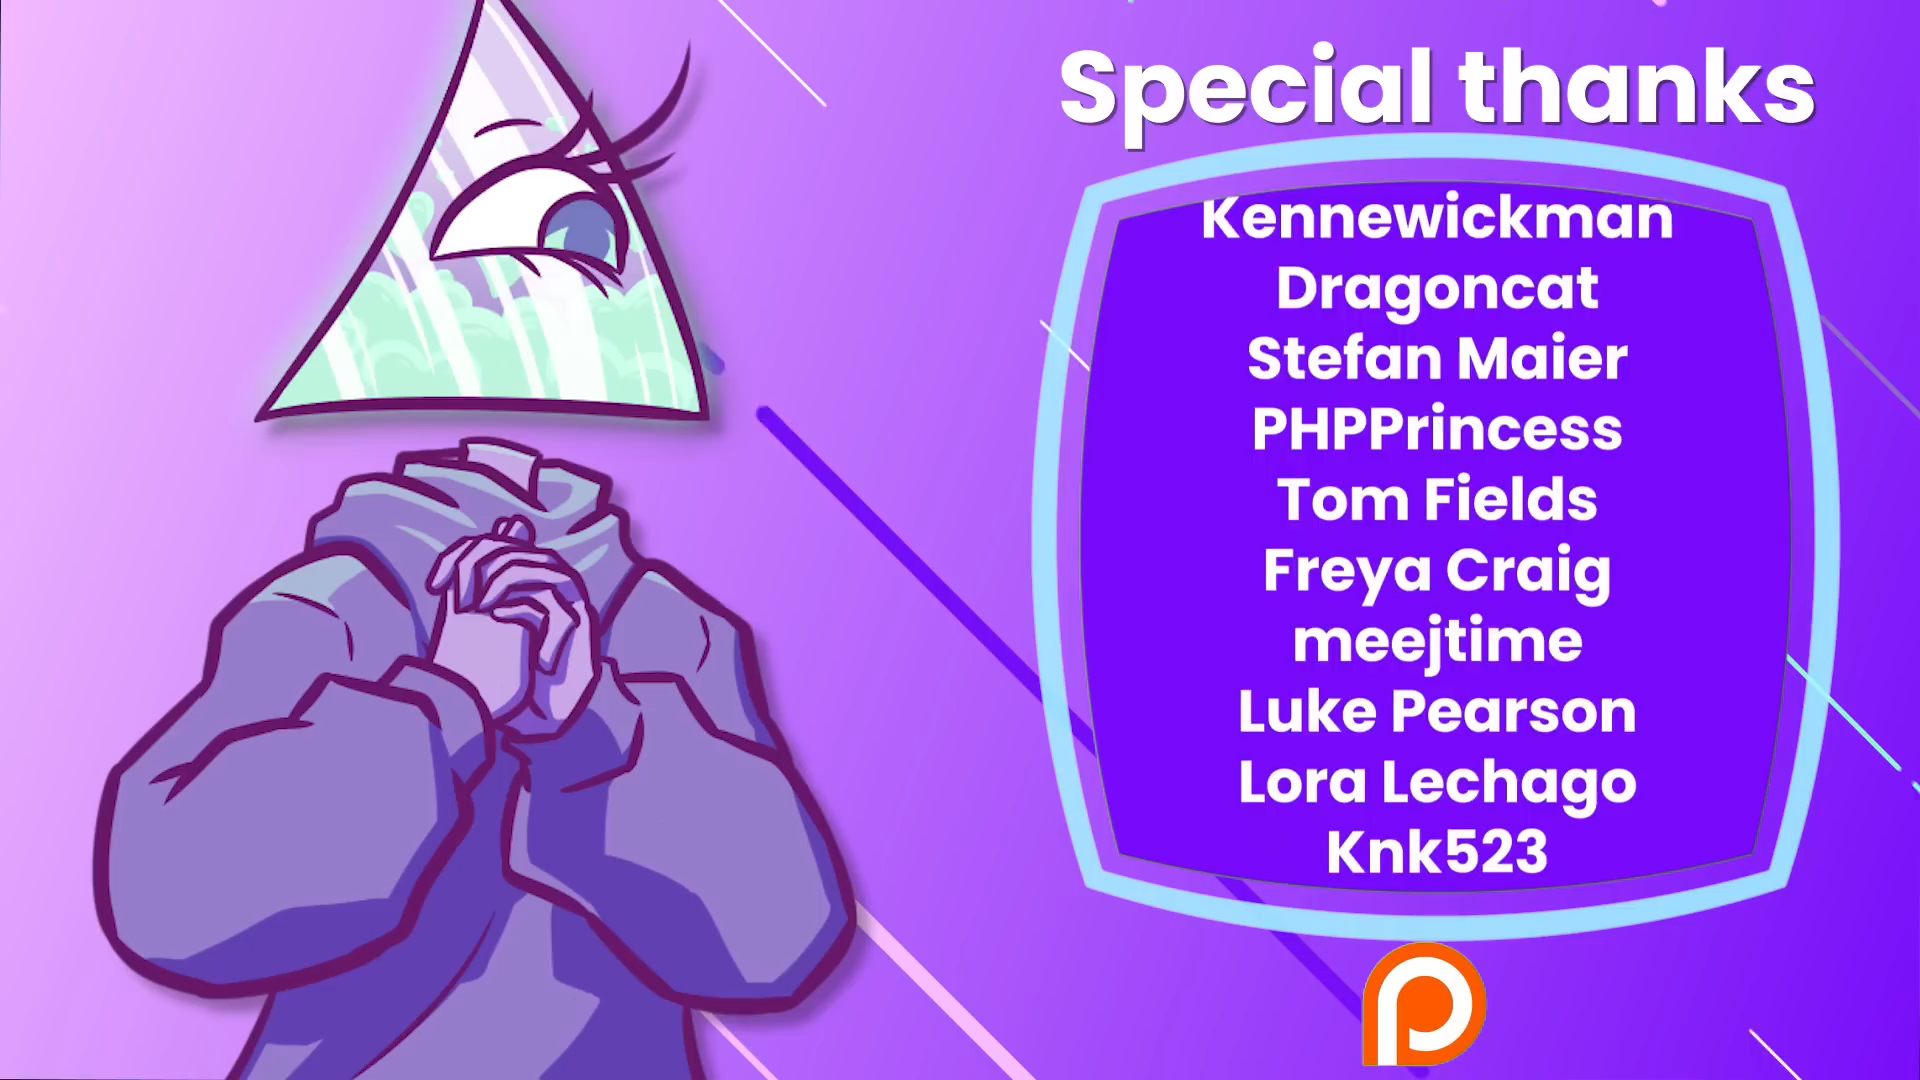 Special thanks
Kennewickman
Dragoncat
Stefan Maier
PHPPrincess
Tom Fields
Freya Craig
meejtime
Luke Pearson
Lora Lechago
Knk523